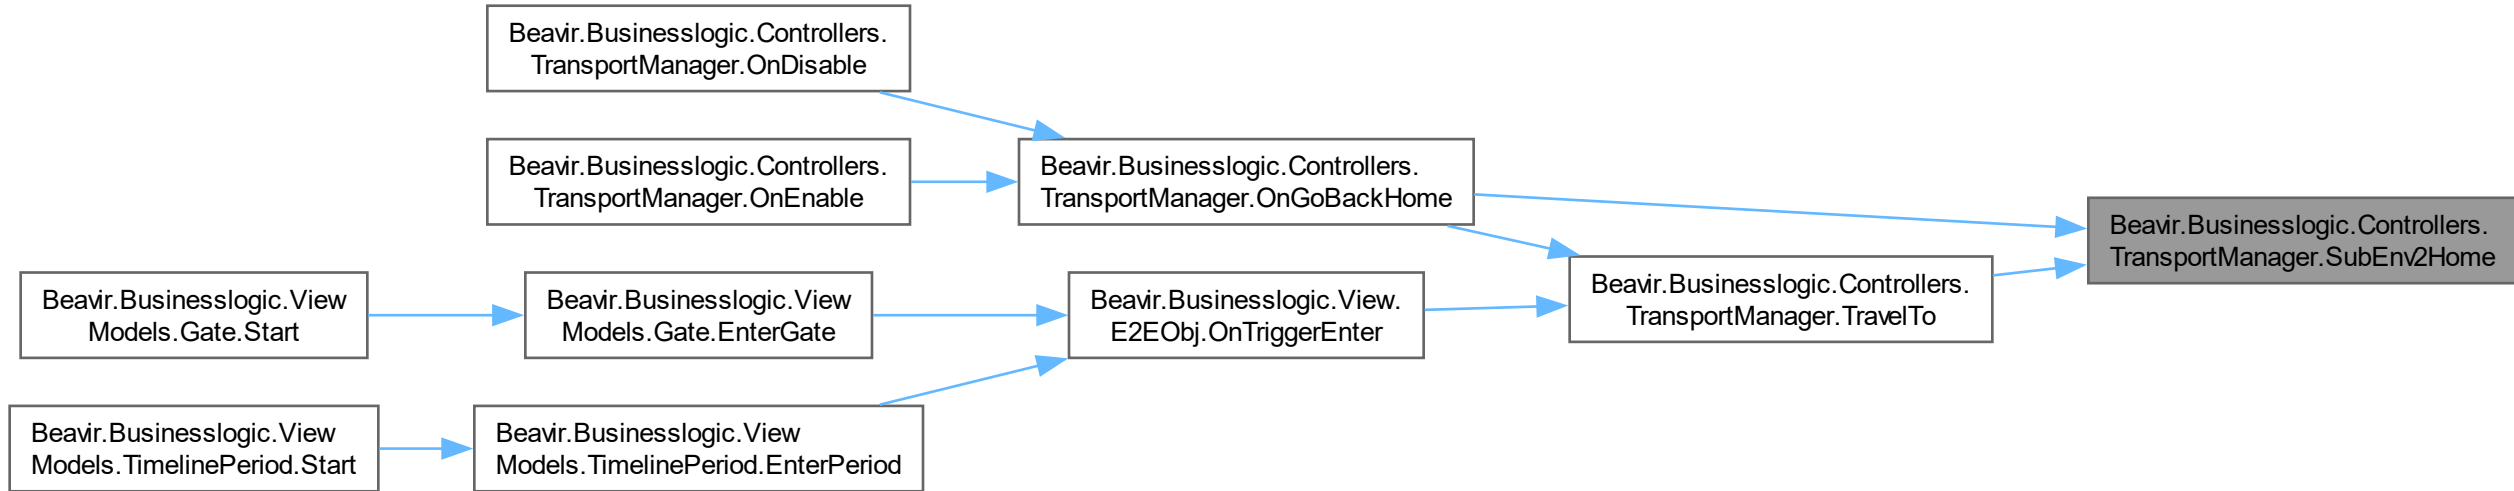 Beavir.Businesslogic.Controllers.
TransportManager.OnDisable
Beavir.Businesslogic.Controllers.
TransportManager.OnEnable
Beavir.Businesslogic.Controllers.
TransportManager.OnGoBackHome
Beavir.Businesslogic.Controllers.
TransportManager.SubEnv2Home
Beavir.Businesslogic.View
Models.Gate.Start
Beavir.Businesslogic.View
Models.Gate.EnterGate
Beavir.Businesslogic.View.
E2EObj.OnTriggerEnter
Beavir.Businesslogic.Controllers.
TransportManager.TravelTo
Beavir.Businesslogic.View
Models.TimelinePeriod.Start
Beavir.Businesslogic.View
Models.TimelinePeriod.EnterPeriod